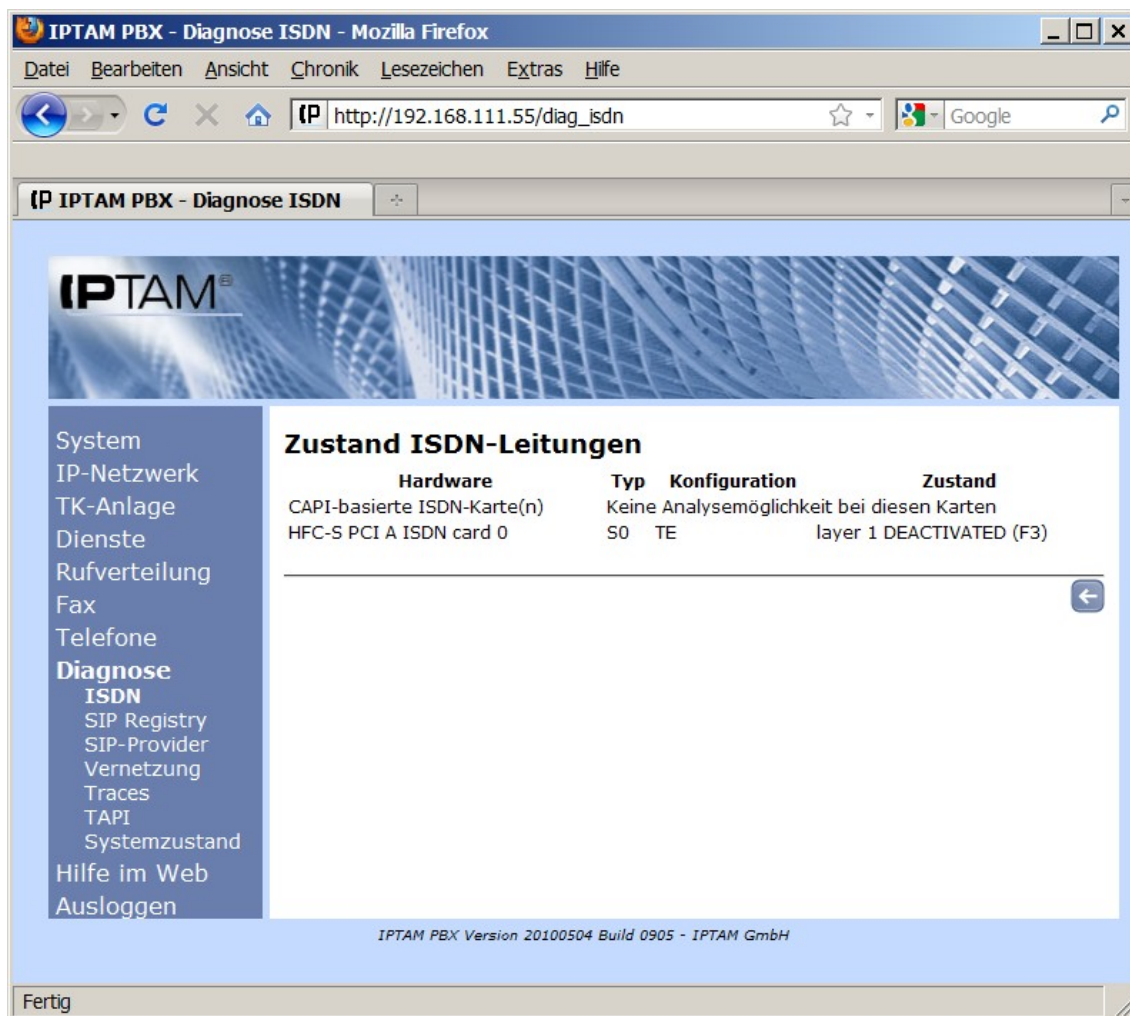 IPTAM PBX - Diagnose ISDN - Mozilla Firefox
Datei Bearbeiten Ansicht Chronik Lesezeichen Extras Hilfe
http://192.168.111.55/diag_isdn Google
IPTAM PBX - Diagnose ISDN
IPTAM®
System
IP-Netzwerk
TK-Anlage
Dienste
Rufverteilung
Fax
Telefone
Diagnose
ISDN
SIP Registry
SIP-Provider
Vernetzung
Traces
TAPI
Systemzustand
Hilfe im Web
Ausloggen
Zustand ISDN-Leitungen
Hardware Typ Konfiguration Zustand
CAPI-basierte ISDN-Karte(n) Keine Analysemöglichkeit bei diesen Karten
HFC-S PCI A ISDN card 0 S0 TE layer 1 DEACTIVATED (F3)
IPTAM PBX Version 20100504 Build 0905 - IPTAM GmbH
Fertig